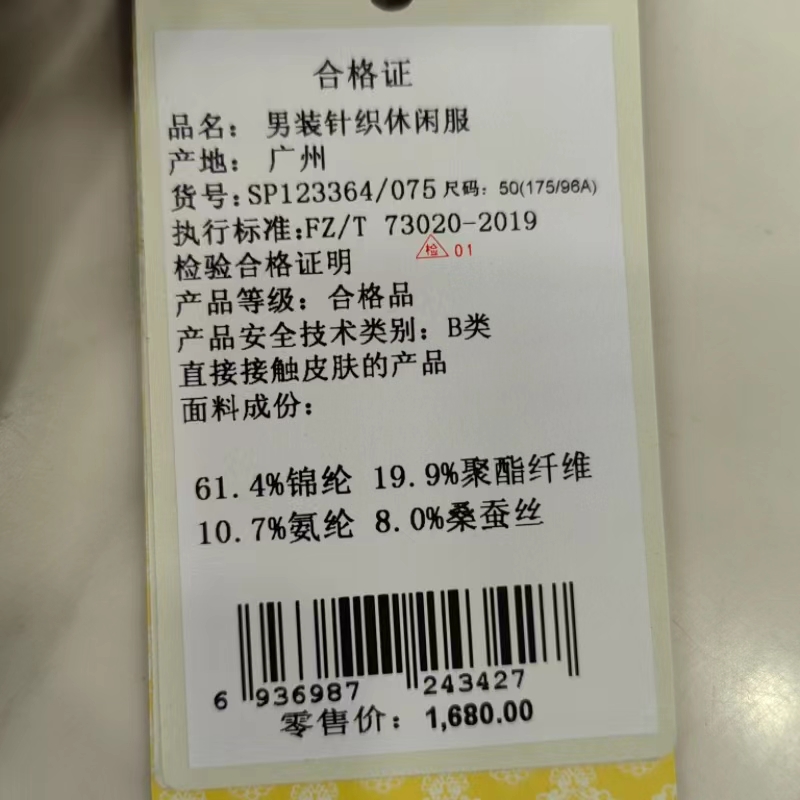 合格证
品名： 男装针织休闲服
产地： 广州
货号：SP123364/075 尺码：50(175/96A)
执行标准：FZ/T 73020-2019
检 01
检验合格证明
产品等级：合格品
产品安全技术类别：B类
直接接触皮肤的产品
面料成份：
61.4%锦纶 19.9%聚酯纤维
10.7%氨纶 8.0%桑蚕丝
6 936987 243427
零售价：1,680.00